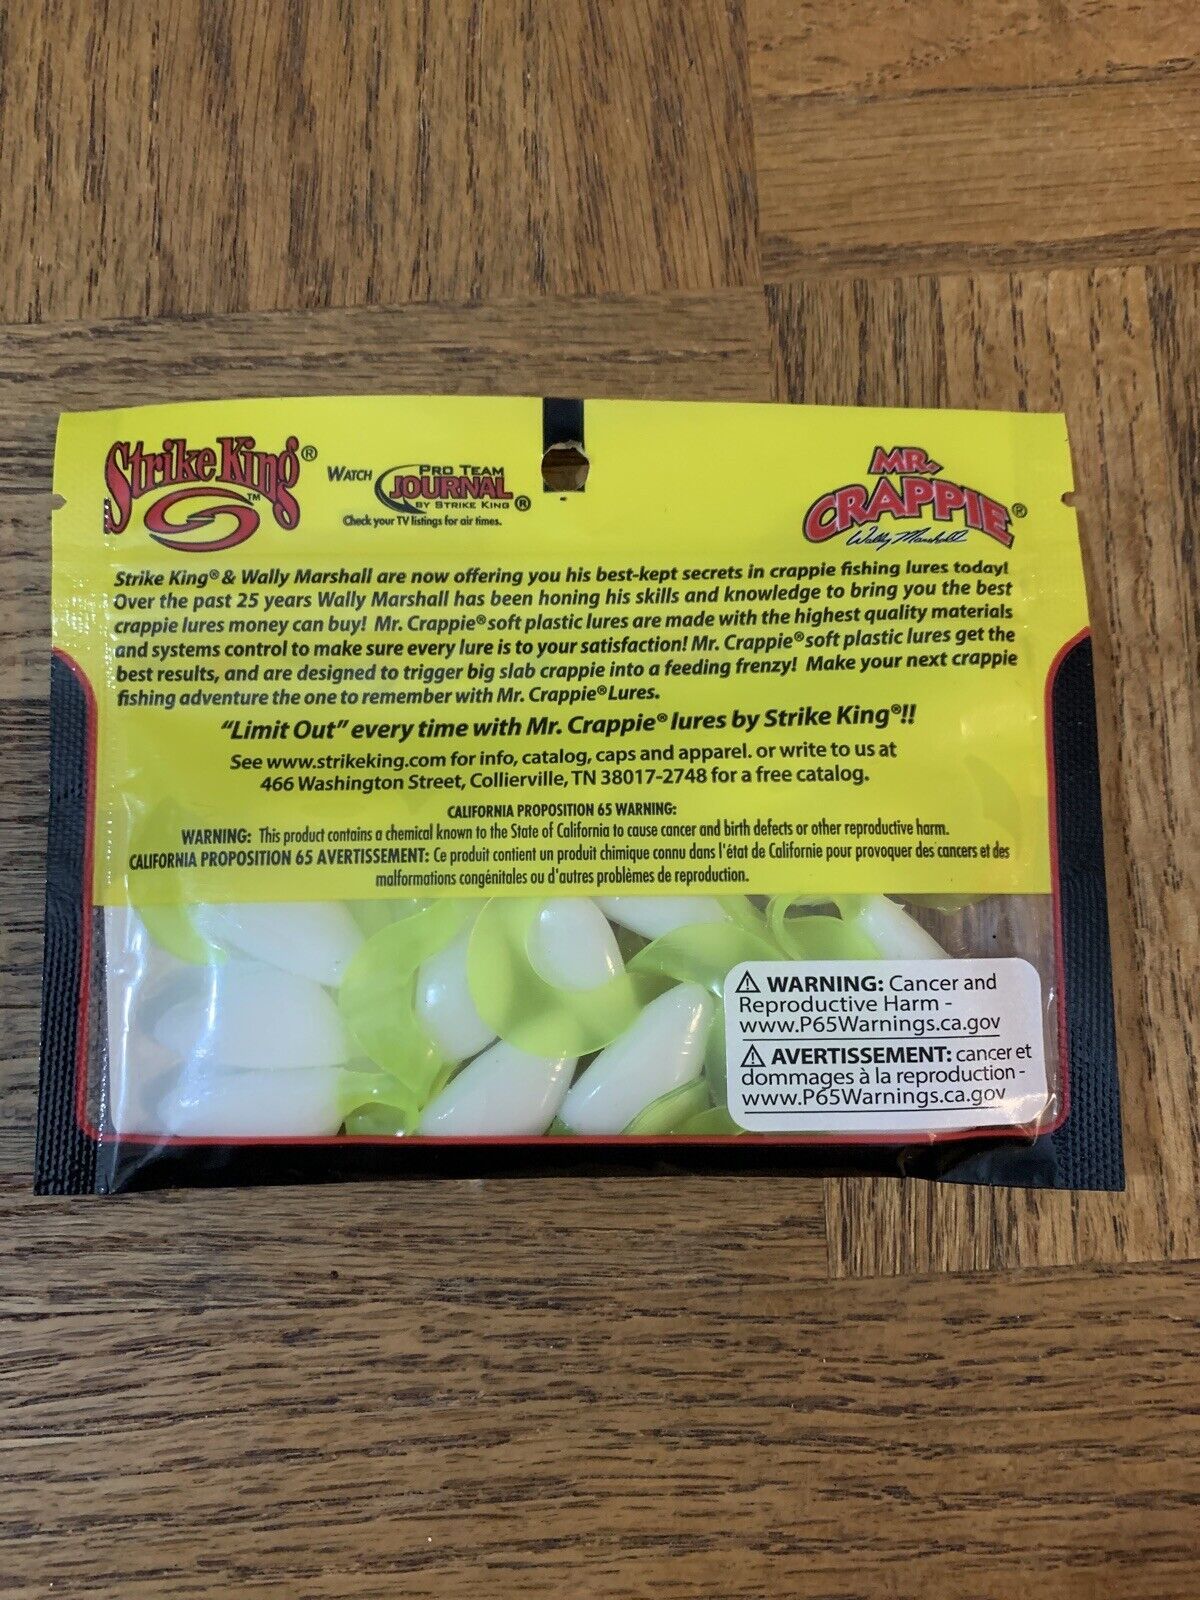 Strike King®
TM
WATCH PRO TEAM
JOURNAL®
BY STRIKE KING
Check your TV listings for air times.
MR.
CRAPPIE®
Wally Marshall
Strike King® & Wally Marshall are now offering you his best-kept secrets in crappie fishing lures today!
Over the past 25 years Wally Marshall has been honing his skills and knowledge to bring you the best
crappie lures money can buy! Mr. Crappie® soft plastic lures are made with the highest quality materials
and systems control to make sure every lure is to your satisfaction! Mr. Crappie® soft plastic lures get the
best results, and are designed to trigger big slab crappie into a feeding frenzy! Make your next crappie
fishing adventure the one to remember with Mr. Crappie® Lures.
"Limit Out" every time with Mr. Crappie® lures by Strike King®!!
See www.strikeking.com for info, catalog, caps and apparel. or write to us at
466 Washington Street, Collierville, TN 38017-2748 for a free catalog.
CALIFORNIA PROPOSITION 65 WARNING:
WARNING: This product contains a chemical known to the State of California to cause cancer and birth defects or other reproductive harm.
CALIFORNIA PROPOSITION 65 AVERTISSEMENT: Ce produit contient un produit chimique connu dans l'état de Californie pour provoquer des cancers et des
malformations congénitales ou d'autres problèmes de reproduction.
⚠ WARNING: Cancer and
Reproductive Harm -
www.P65Warnings.ca.gov
⚠ AVERTISSEMENT: cancer et
dommages à la reproduction -
www.P65Warnings.ca.gov